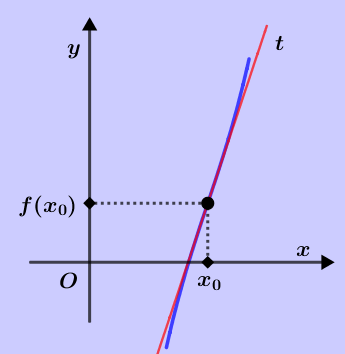 y
t
f(x₀)
x
O
x₀